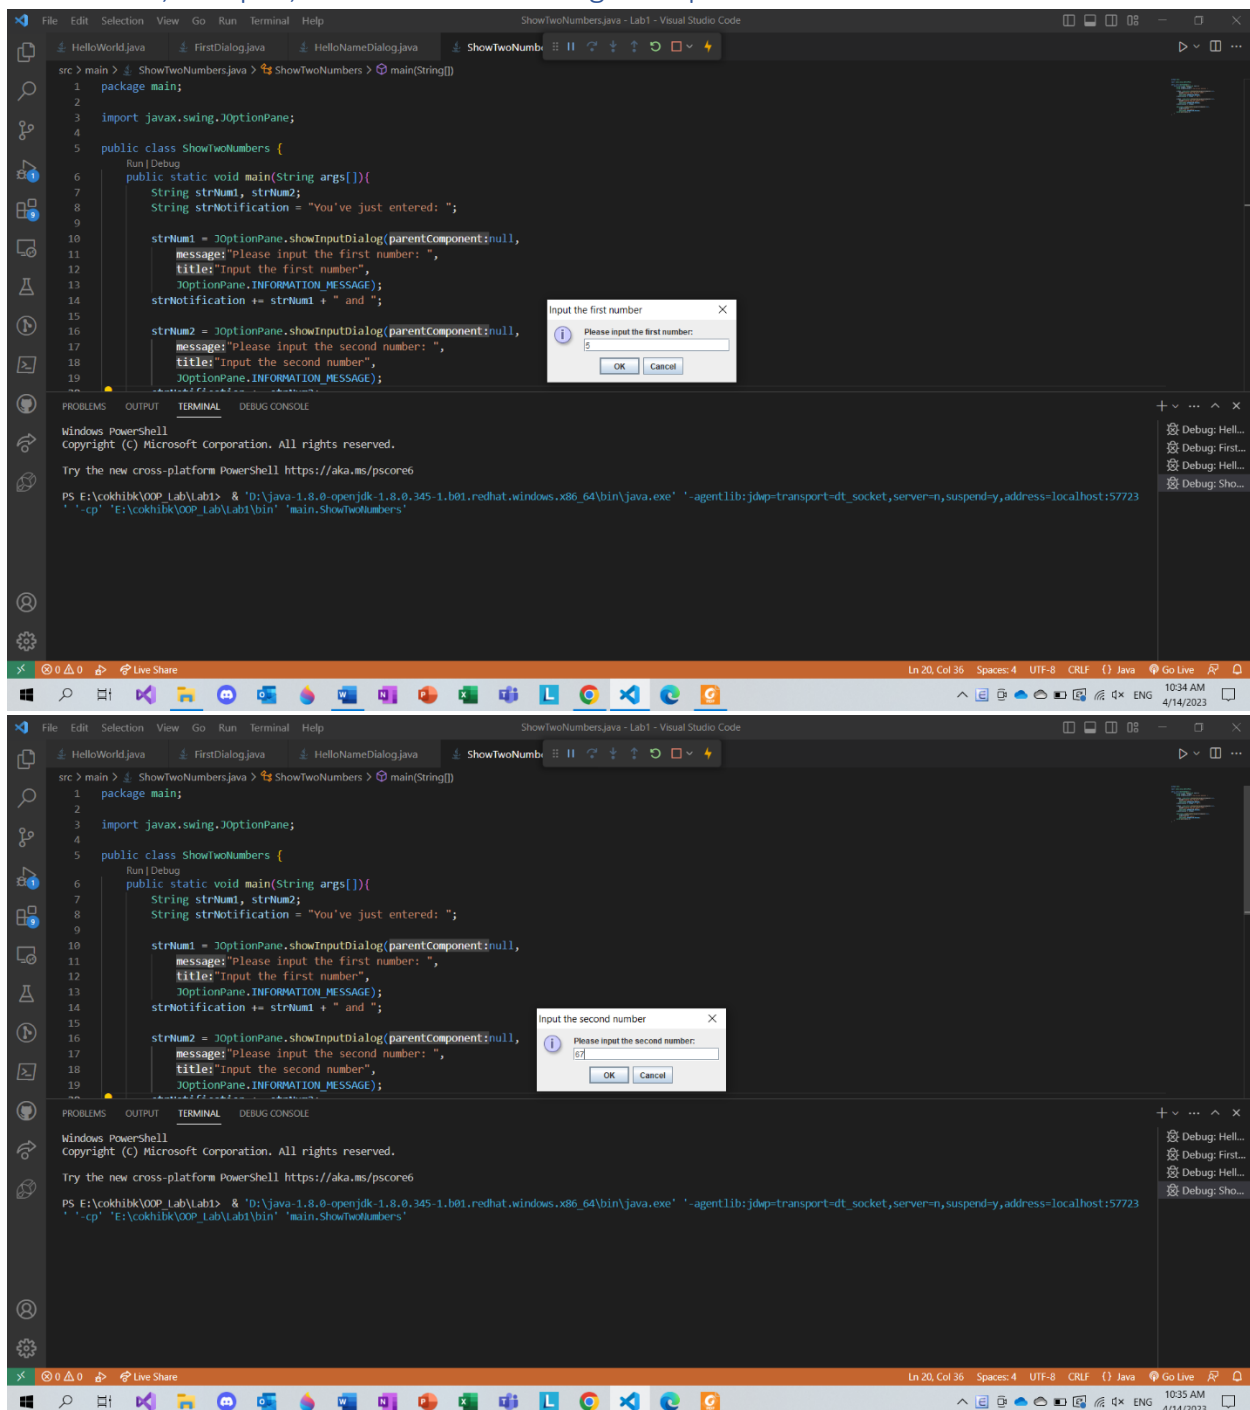 File Edit Selection View Go Run Terminal Help ShowTwoNumbers.java - Lab1 - Visual Studio Code
HelloWorld.java FirstDialog.java HelloNameDialog.java ShowTwoNumb
src > main > ShowTwoNumbers.java > ShowTwoNumbers > main(String[])
1 package main;
2
3 import javax.swing.JOptionPane;
4
5 public class ShowTwoNumbers {
Run | Debug
6 public static void main(String args[]){
7 String strNum1, strNum2;
8 String strNotification = "You've just entered: ";
9
10 strNum1 = JOptionPane.showInputDialog(parentComponent:null,
11 message:"Please input the first number: ",
12 title:"Input the first number",
13 JOptionPane.INFORMATION_MESSAGE);
14 strNotification += strNum1 + " and ";
15
16 strNum2 = JOptionPane.showInputDialog(parentComponent:null,
17 message:"Please input the second number: ",
18 title:"Input the second number",
19 JOptionPane.INFORMATION_MESSAGE);
Input the first number
Please input the first number:
5
OK Cancel
PROBLEMS OUTPUT TERMINAL DEBUG CONSOLE
Windows PowerShell
Copyright (C) Microsoft Corporation. All rights reserved.
Try the new cross-platform PowerShell https://aka.ms/pscore6
PS E:\cokhibk\OOP_Lab\Lab1> & 'D:\java-1.8.0-openjdk-1.8.0.345-1.b01.redhat.windows.x86_64\bin\java.exe' '-agentlib:jdwp=transport=dt_socket,server=n,suspend=y,address=localhost:57723
' '-cp' 'E:\cokhibk\OOP_Lab\Lab1\bin' 'main.ShowTwoNumbers'
Debug: Hell...
Debug: First...
Debug: Hell...
Debug: Sho...
0 0 Live Share Ln 20, Col 36 Spaces: 4 UTF-8 CRLF {} Java Go Live
ENG 10:34 AM
4/14/2023
File Edit Selection View Go Run Terminal Help ShowTwoNumbers.java - Lab1 - Visual Studio Code
HelloWorld.java FirstDialog.java HelloNameDialog.java ShowTwoNumb
src > main > ShowTwoNumbers.java > ShowTwoNumbers > main(String[])
1 package main;
2
3 import javax.swing.JOptionPane;
4
5 public class ShowTwoNumbers {
Run | Debug
6 public static void main(String args[]){
7 String strNum1, strNum2;
8 String strNotification = "You've just entered: ";
9
10 strNum1 = JOptionPane.showInputDialog(parentComponent:null,
11 message:"Please input the first number: ",
12 title:"Input the first number",
13 JOptionPane.INFORMATION_MESSAGE);
14 strNotification += strNum1 + " and ";
15
16 strNum2 = JOptionPane.showInputDialog(parentComponent:null,
17 message:"Please input the second number: ",
18 title:"Input the second number",
19 JOptionPane.INFORMATION_MESSAGE);
Input the second number
Please input the second number:
67
OK Cancel
PROBLEMS OUTPUT TERMINAL DEBUG CONSOLE
Windows PowerShell
Copyright (C) Microsoft Corporation. All rights reserved.
Try the new cross-platform PowerShell https://aka.ms/pscore6
PS E:\cokhibk\OOP_Lab\Lab1> & 'D:\java-1.8.0-openjdk-1.8.0.345-1.b01.redhat.windows.x86_64\bin\java.exe' '-agentlib:jdwp=transport=dt_socket,server=n,suspend=y,address=localhost:57723
' '-cp' 'E:\cokhibk\OOP_Lab\Lab1\bin' 'main.ShowTwoNumbers'
Debug: Hell...
Debug: First...
Debug: Hell...
Debug: Sho...
0 0 Live Share Ln 20, Col 36 Spaces: 4 UTF-8 CRLF {} Java Go Live
ENG 10:35 AM
4/14/2023